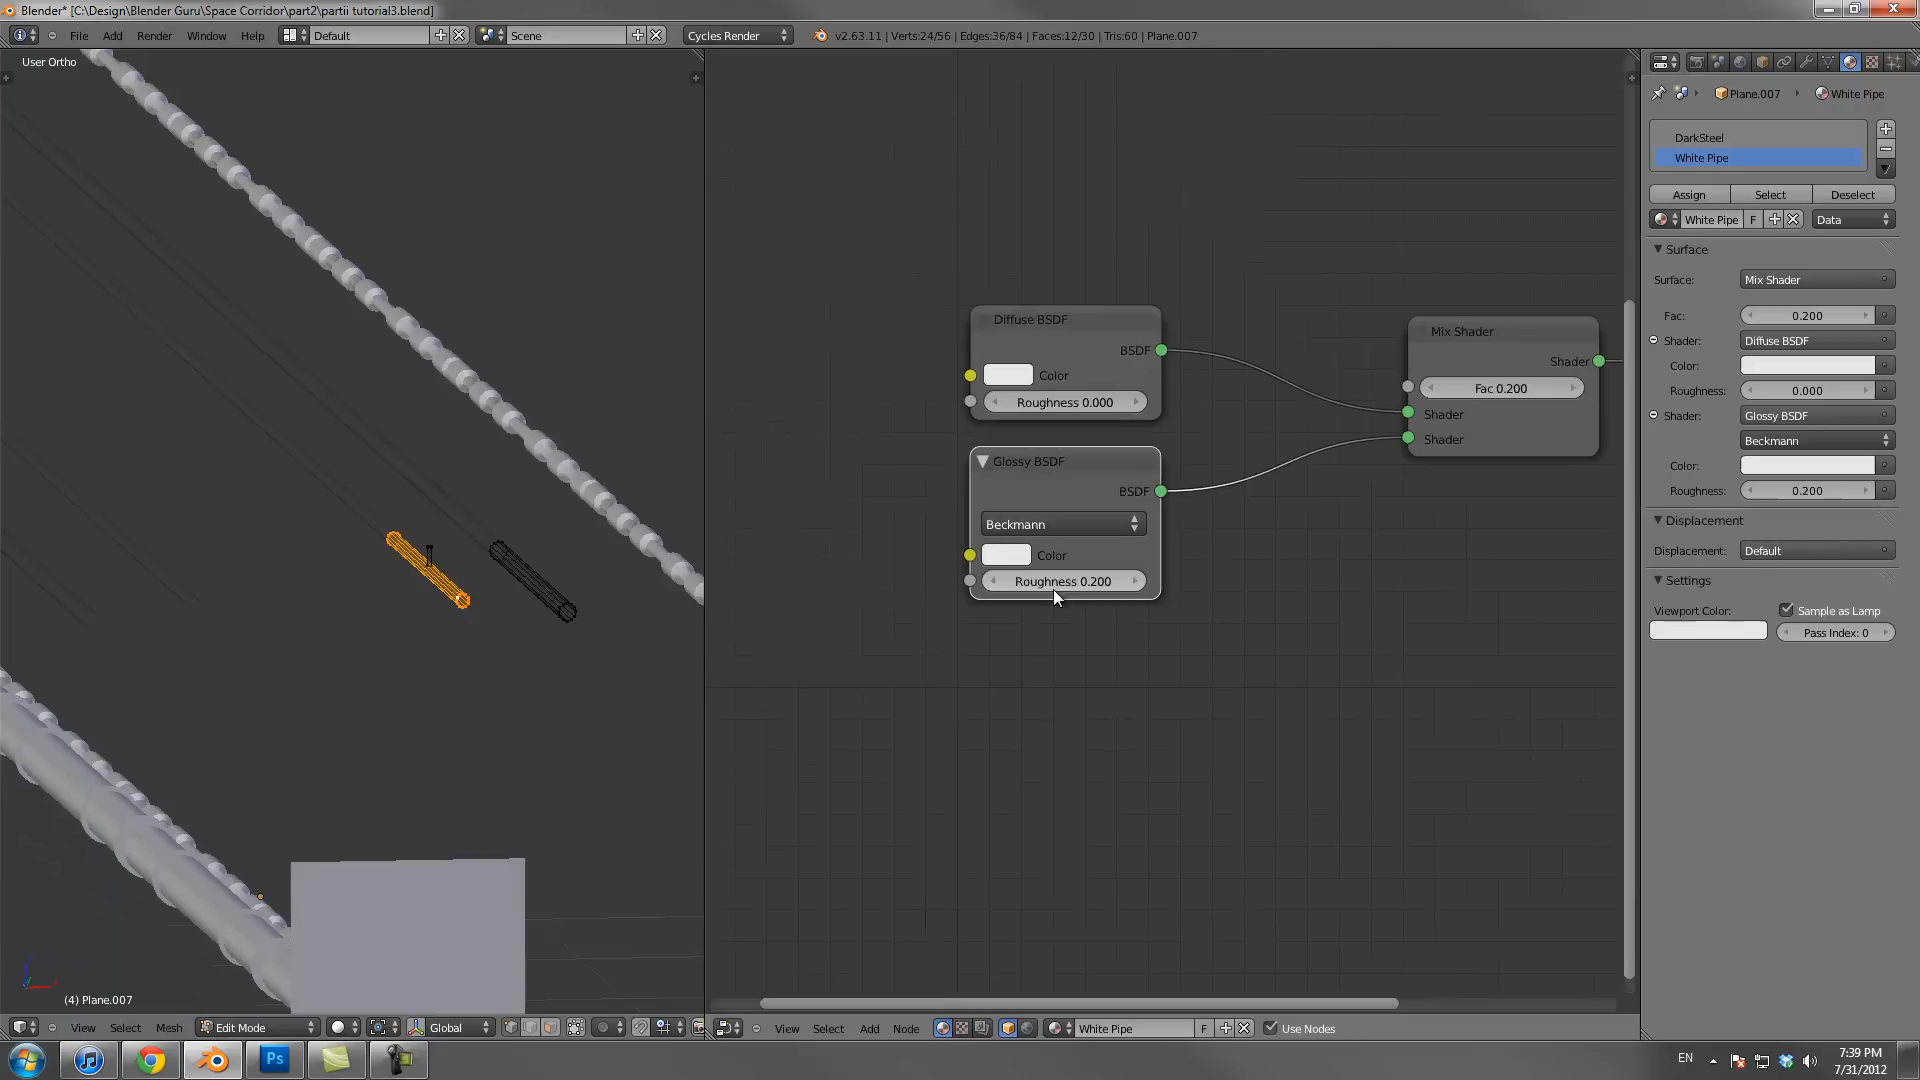 Blender* [C:\Design\Blender Guru\Space Corridor\part2\partii tutorial3.blend]
File Add Render Window Help Default Scene Cycles Render v2.63.11 | Verts:24/56 | Edges:36/84 | Faces:12/30 | Tris:60 | Plane.007
User Ortho
Plane.007 White Pipe
DarkSteel
White Pipe
Assign Select Deselect
White Pipe F Data
Surface
Surface: Mix Shader
Fac: 0.200
Shader: Diffuse BSDF
Color:
Roughness: 0.000
Shader: Glossy BSDF
Beckmann
Color:
Roughness: 0.200
Displacement
Displacement: Default
Settings
Viewport Color: Sample as Lamp
Pass Index: 0
Diffuse BSDF
BSDF
Color
Roughness 0.000
Glossy BSDF
BSDF
Beckmann
Color
Roughness 0.200
Mix Shader
Shader
Fac 0.200
Shader
Shader
(4) Plane.007
View Select Mesh Edit Mode Global
View Select Add Node White Pipe F Use Nodes
Ps
EN
7:39 PM
7/31/2012